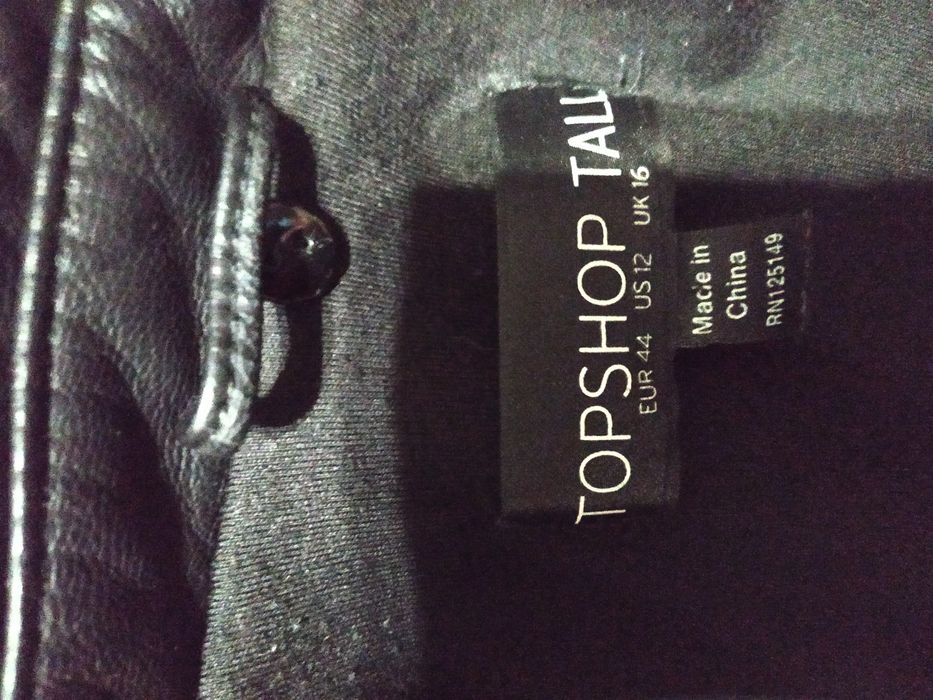 TOPSHOP TALL
EUR 44 US 12 UK 16
Made in
China
RN125149